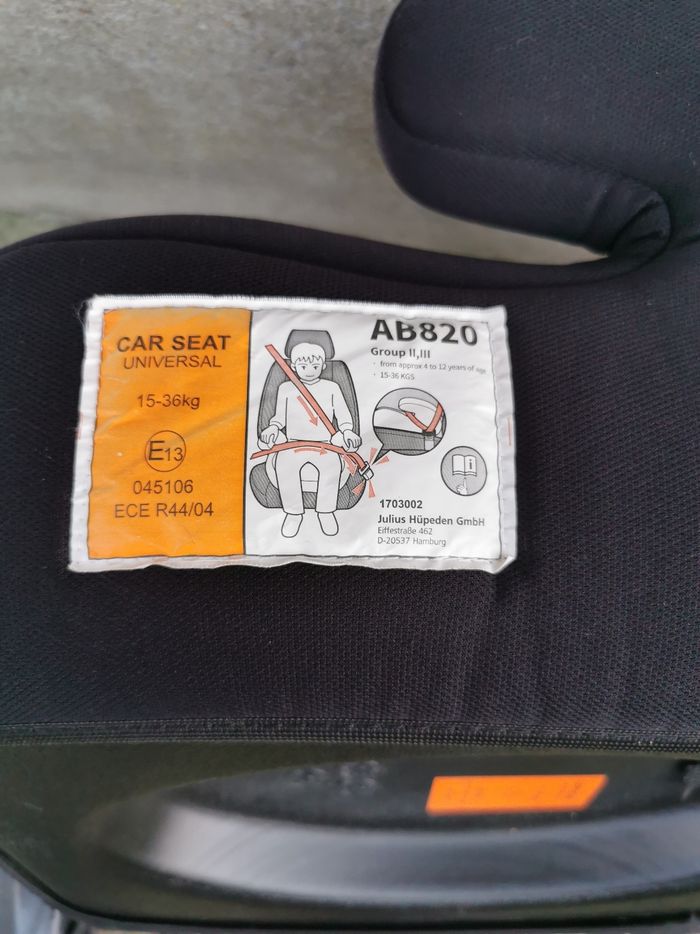 CAR SEAT
UNIVERSAL
15-36kg
E13
045106
ECE R44/04
AB820
Group II,III
· from approx 4 to 12 years of age
· 15-36 KGS
i
1703002
Julius Hüpeden GmbH
Eiffestraße 462
D-20537 Hamburg